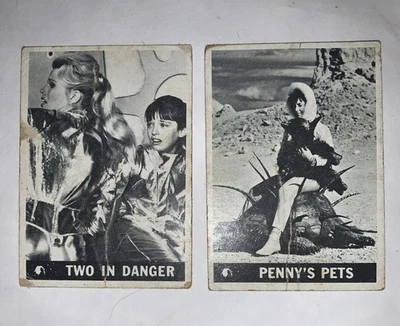 TWO IN DANGER
PENNY'S PETS